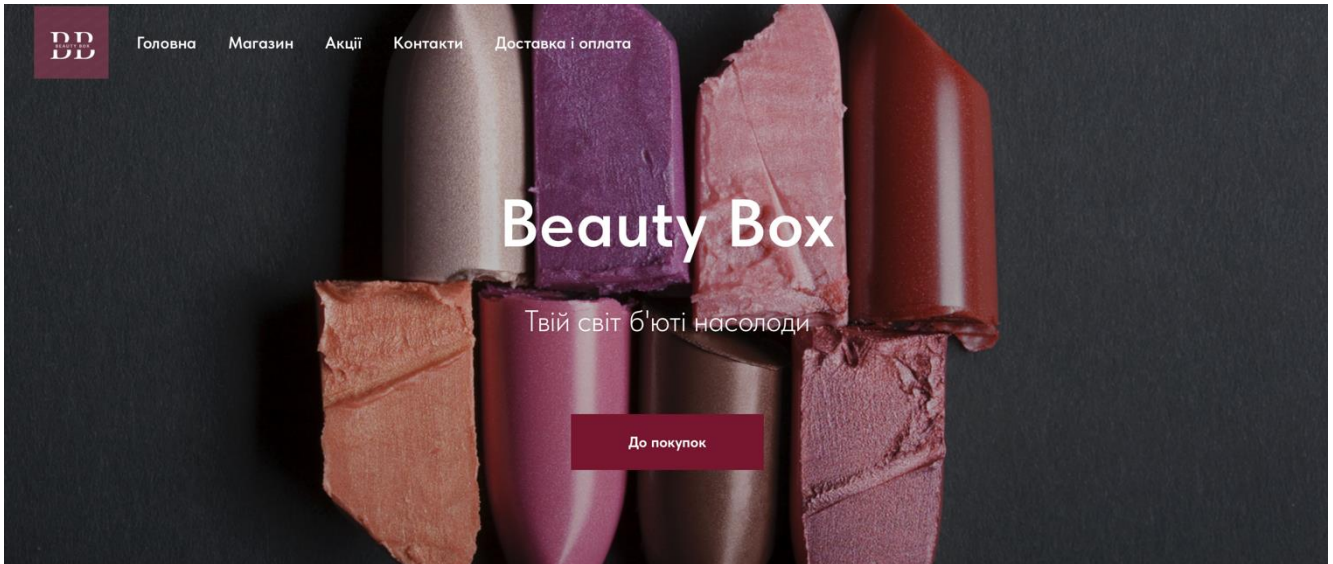 BB
BEAUTY BOX
Головна Магазин Акції Контакти Доставка і оплата
Beauty Box
Твій світ б'юті насолоди
До покупок